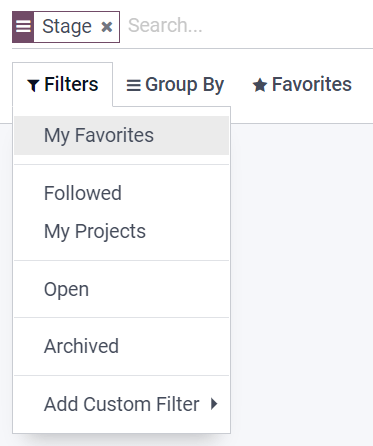 Stage Search...
Filters Group By Favorites
My Favorites
Followed
My Projects
Open
Archived
Add Custom Filter